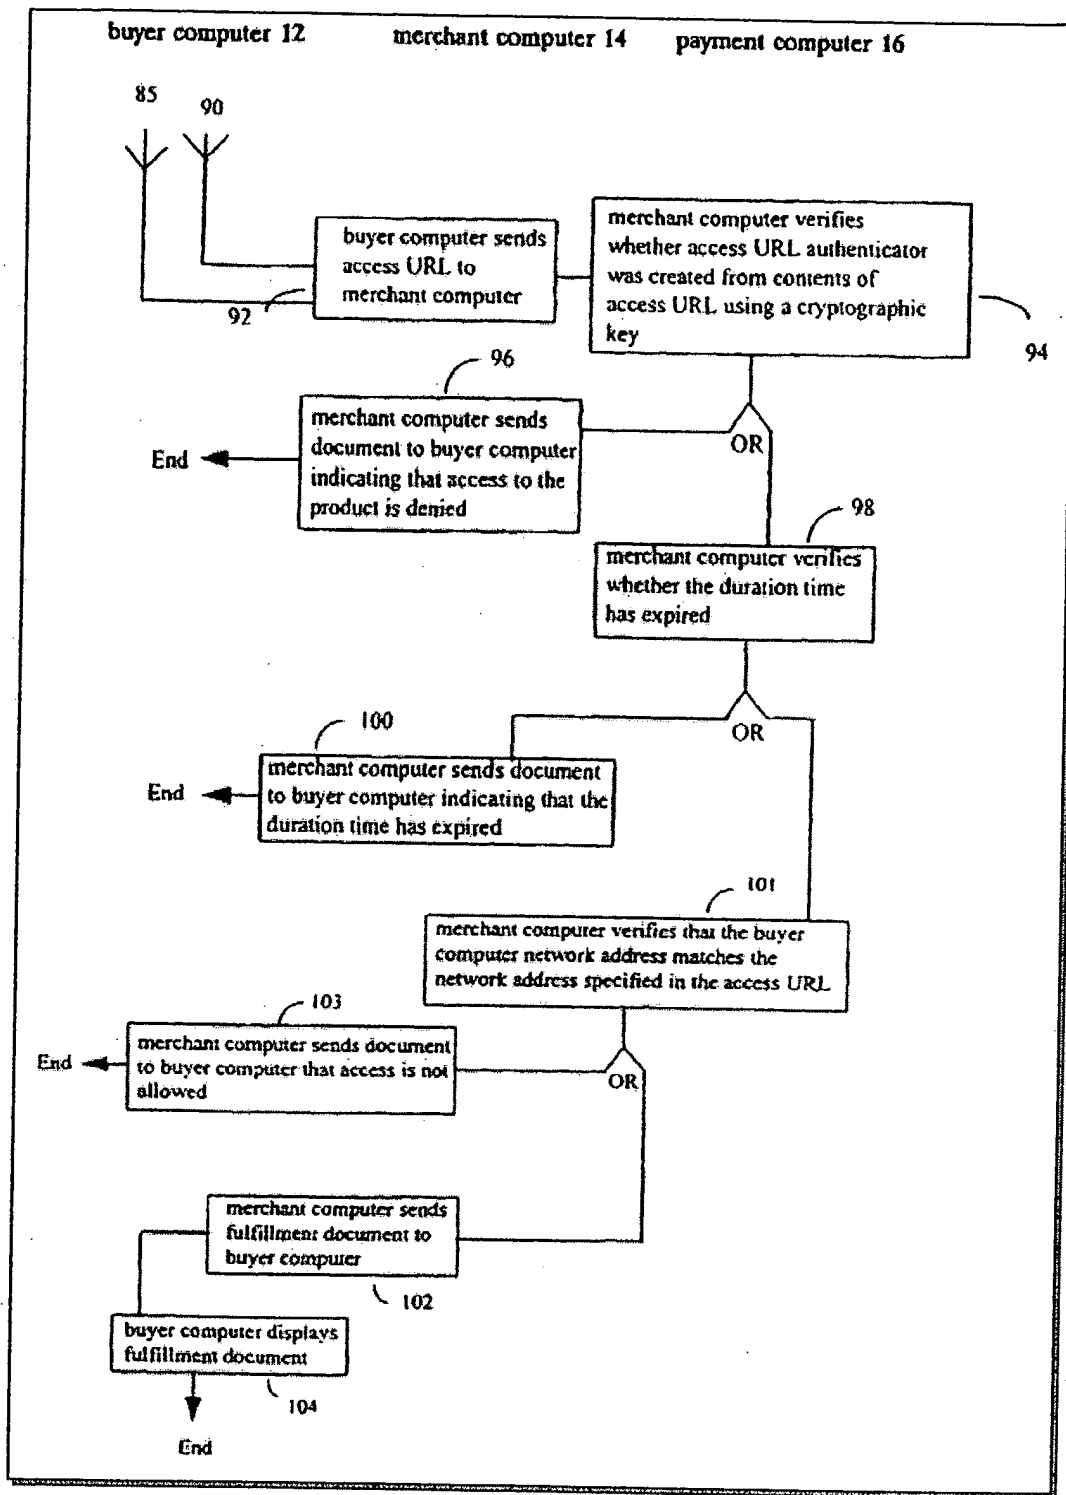 buyer computer 12 merchant computer 14 payment computer 16
85 90
buyer computer sends
access URL to
merchant computer
92
merchant computer verifies
whether access URL authenticator
was created from contents of
access URL using a cryptographic
key
94
96
merchant computer sends
document to buyer computer
indicating that access to the
product is denied
End
OR
98
merchant computer verifies
whether the duration time
has expired
OR
100
merchant computer sends document
to buyer computer indicating that the
duration time has expired
End
101
merchant computer verifies that the buyer
computer network address matches the
network address specified in the access URL
103
merchant computer sends document
to buyer computer that access is not
allowed
End
OR
merchant computer sends
fulfillment document to
buyer computer
102
buyer computer displays
fulfillment document
104
End